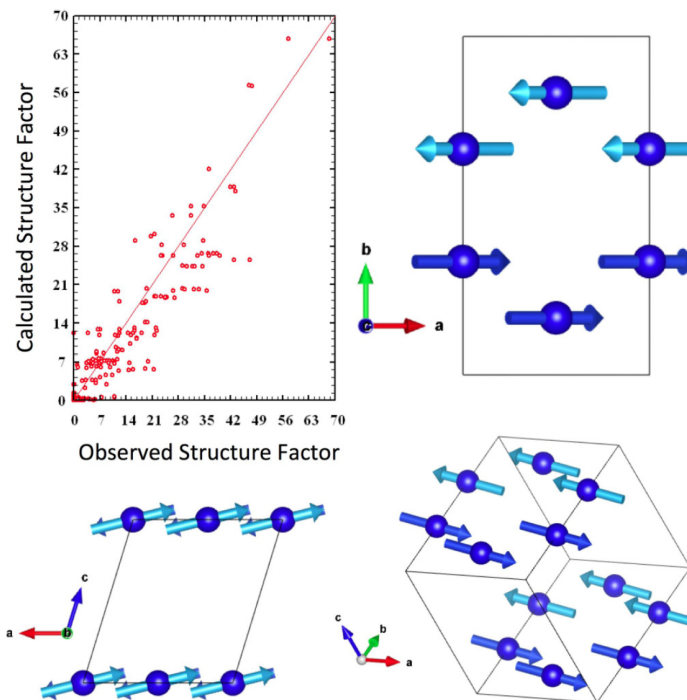 70
63
56
49
42
35
28
21
14
7
0
Calculated Structure Factor
0 7 14 21 28 35 42 49 56 63 70
Observed Structure Factor
b
c a
c
a b
c b
a